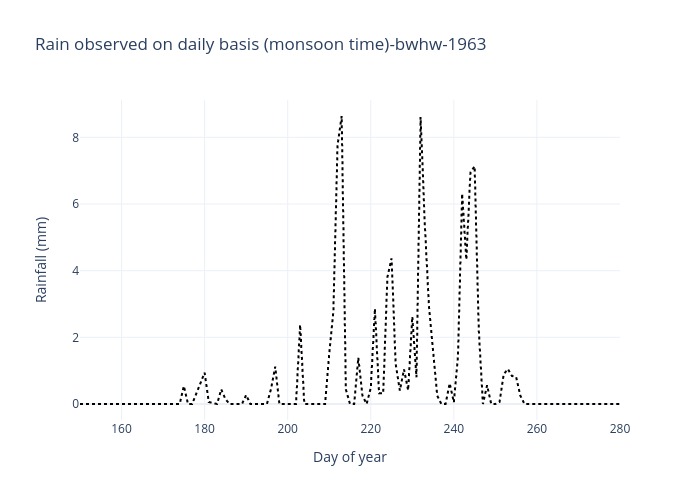 Rain observed on daily basis (monsoon time)-bwhw-1963
8
6
4
2
0
Rainfall (mm)
160 180 200 220 240 260 280
Day of year